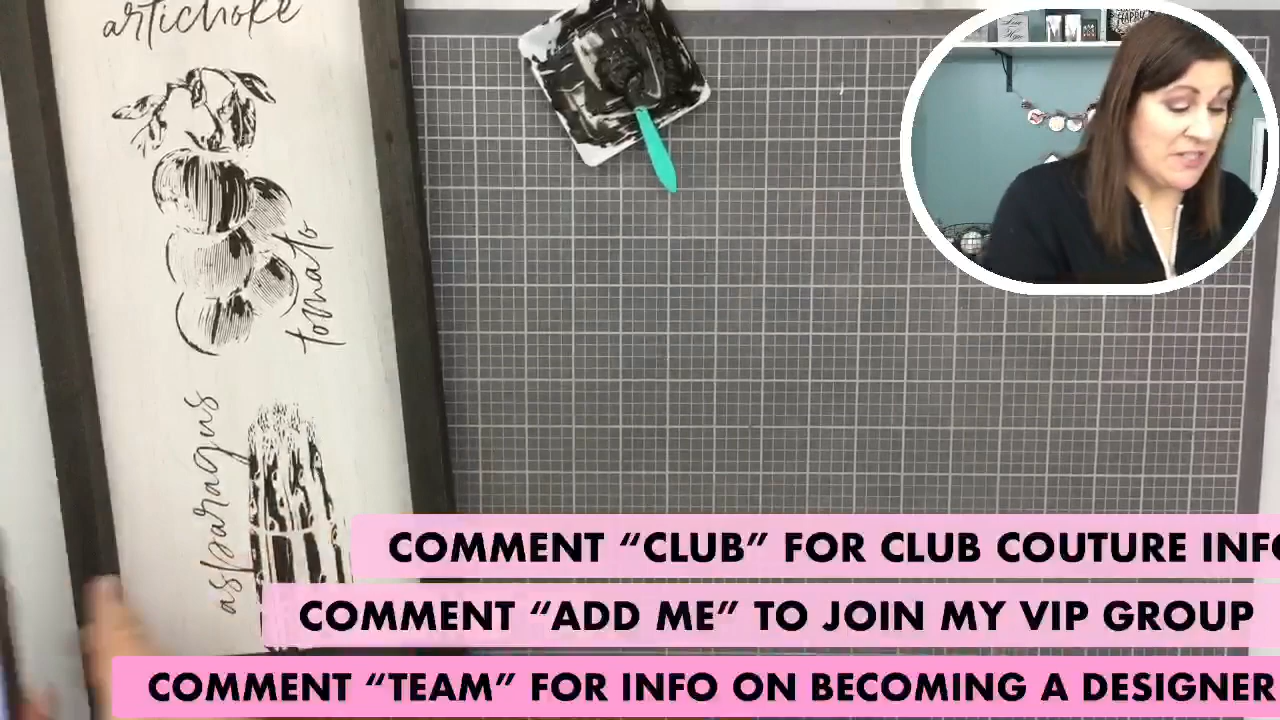 artichoke
tomato
asparagus
COMMENT “CLUB” FOR CLUB COUTURE INFO
COMMENT “ADD ME” TO JOIN MY VIP GROUP
COMMENT “TEAM” FOR INFO ON BECOMING A DESIGNER